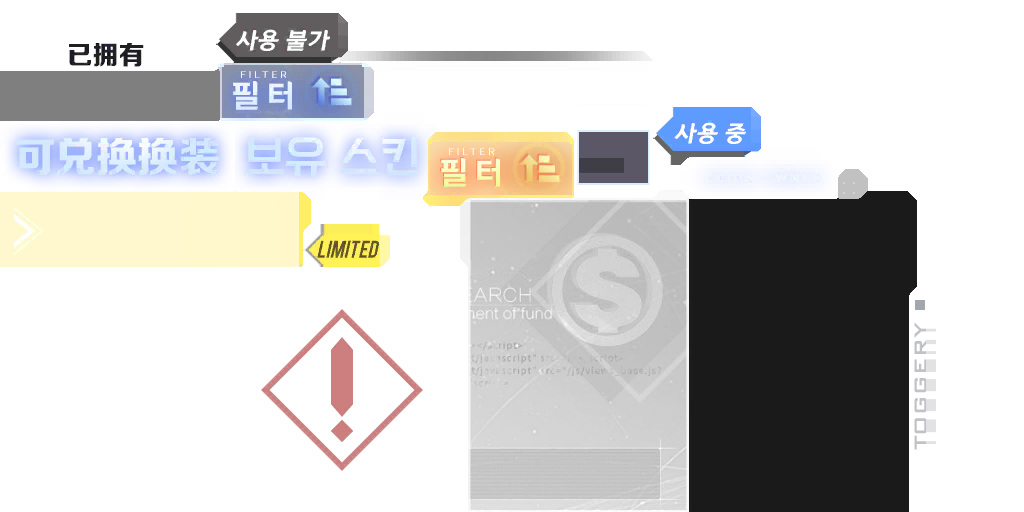 사용 불가
已拥有
FILTER
필터
사용 중
可兑换换装
보유 스킨
FILTER
필터
LIMITED
EARCH
ent of fund
TOGGERY